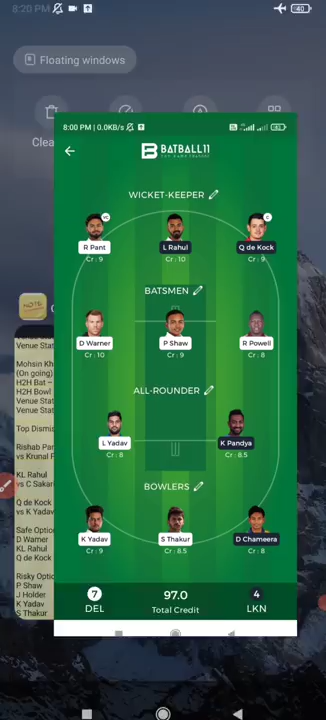 8:20 PM
40
Floating windows
Clea
8:00 PM | 0.0KB/s
BATBALL11
WICKET-KEEPER
VC
C
R Pant
L Rahul
Q de Kock
Cr : 9
Cr : 10
Cr : 9
BATSMEN
D Warner
P Shaw
R Powell
Cr : 10
Cr : 9
Cr : 8
ALL-ROUNDER
L Yadav
K Pandya
Cr : 8
Cr : 8.5
BOWLERS
K Yadav
S Thakur
D Chameera
Cr : 9
Cr : 8.5
Cr : 8
7
97.0
4
DEL
Total Credit
LKN
NOTE
Venue Stat
Mohsin Kh
(On going)
H2H Bat –
H2H Bowl
Venue Stat
Venue Stat
Top Dismis
Rishab Pan
vs Krunal P
KL Rahul
vs C Sakari
Q de Kock
vs K Yadav
Safe Optio
D Warner
KL Rahul
Q de Kock
Risky Optio
P Shaw
J Holder
K Yadav
S Thakur